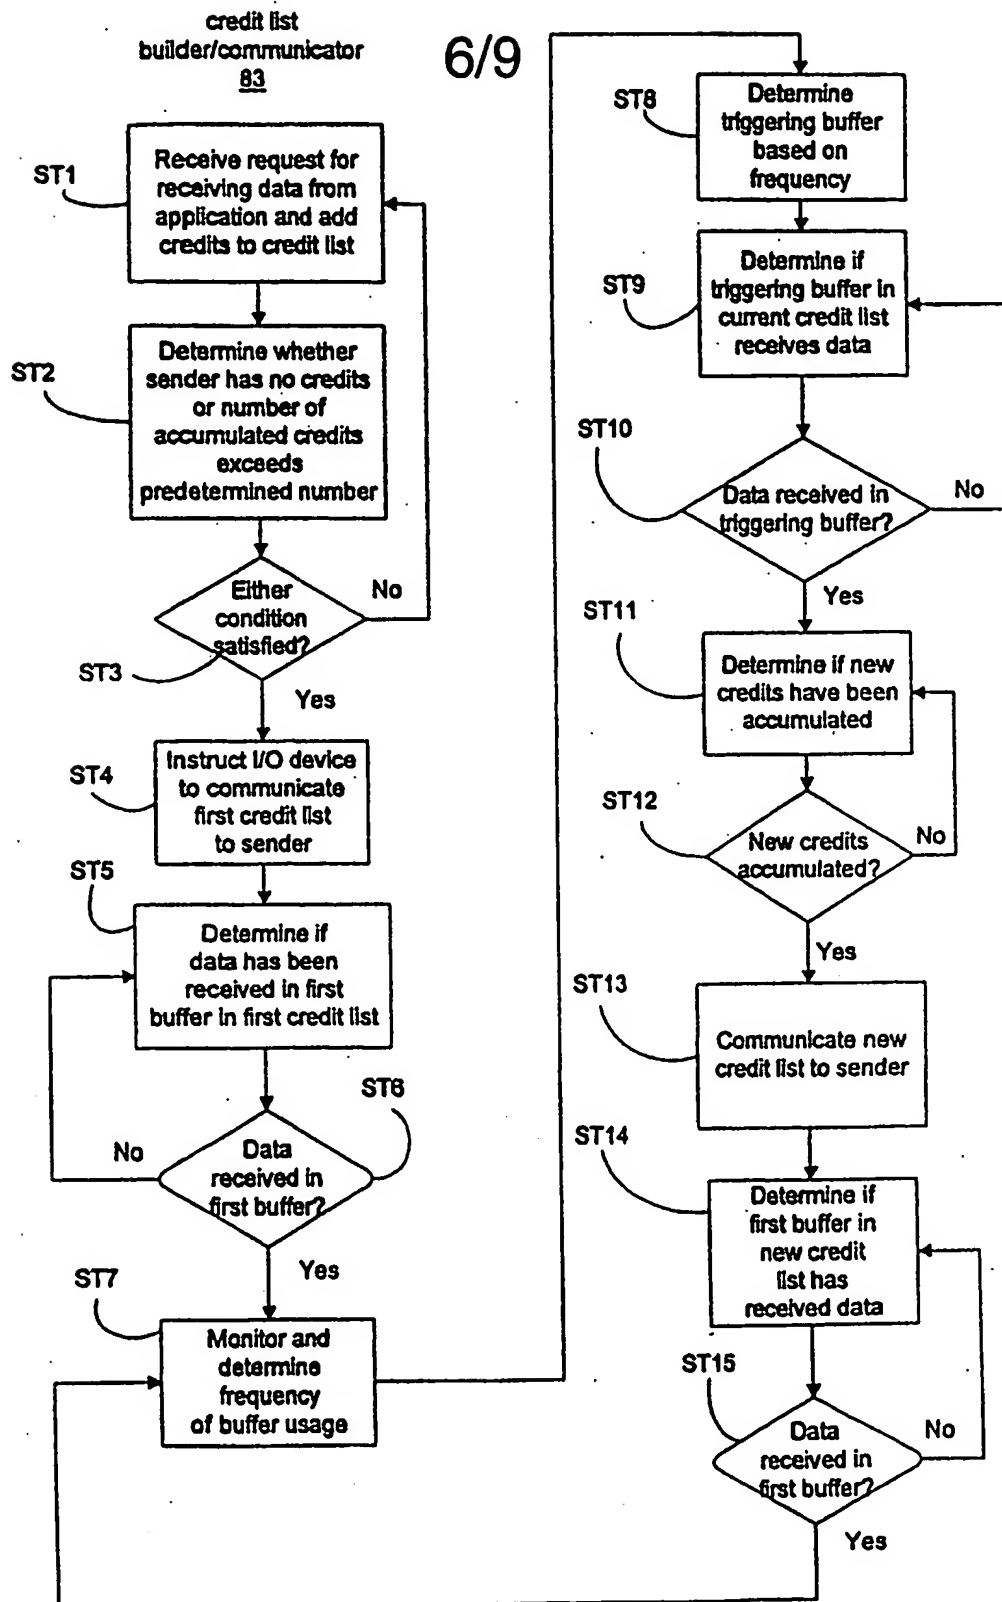 credit list
builder/communicator
83
6/9
ST1
Receive request for
receiving data from
application and add
credits to credit list
ST2
Determine whether
sender has no credits
or number of
accumulated credits
exceeds
predetermined number
Either
condition
satisfied?
No
ST3
Yes
ST4
Instruct I/O device
to communicate
first credit list
to sender
ST5
Determine if
data has been
received in first
buffer in first credit list
ST6
No
Data
received in
first buffer?
Yes
ST7
Monitor and
determine
frequency
of buffer usage
ST8
Determine
triggering buffer
based on
frequency
ST9
Determine if
triggering buffer in
current credit list
receives data
ST10
Data received in
triggering buffer?
No
Yes
ST11
Determine if new
credits have been
accumulated
ST12
New credits
accumulated?
No
Yes
ST13
Communicate new
credit list to sender
ST14
Determine if
first buffer in
new credit
list has
received data
ST15
Data
received in
first buffer?
No
Yes